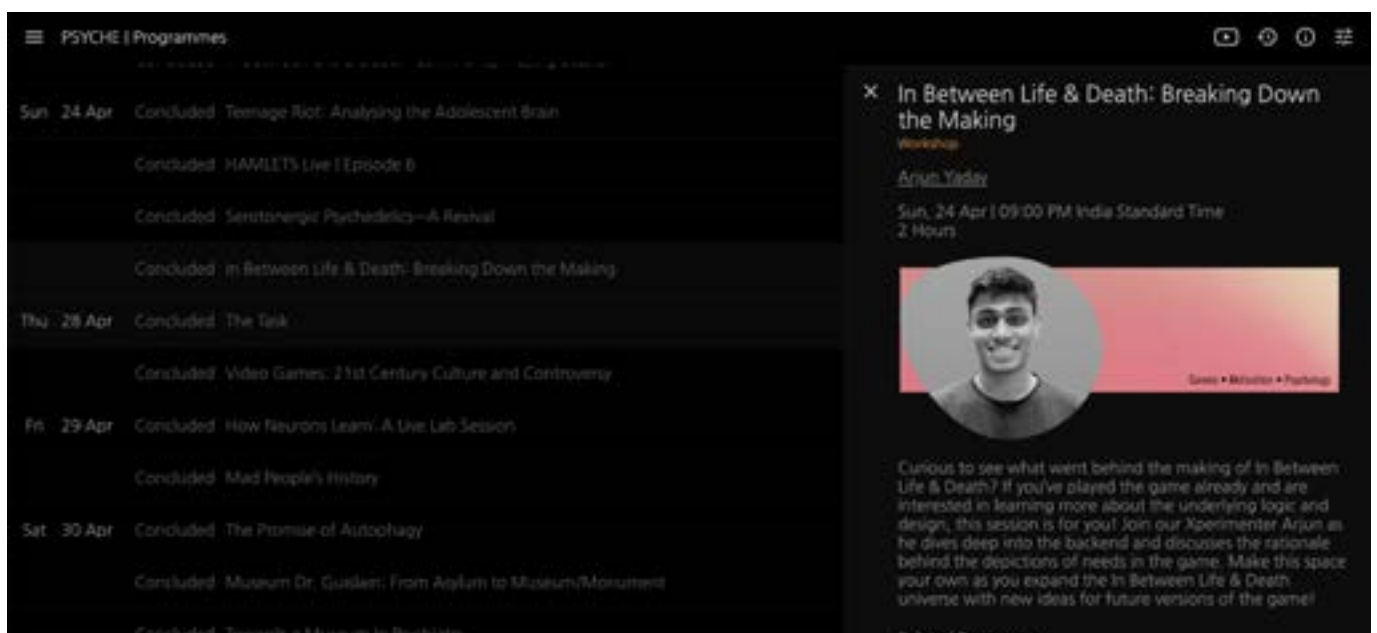 PSYCHE | Programmes
Sun 24 Apr Concluded Teenage Riot: Analysing the Adolescent Brain
Concluded HAMLETS Live | Episode 6
Concluded Serotonergic Psychedelics—A Revival
Concluded In Between Life & Death: Breaking Down the Making
Thu 28 Apr Concluded The Task
Concluded Video Games: 21st Century Culture and Controversy
Fri 29 Apr Concluded How Neurons Learn: A Live Lab Session
Concluded Mad People's History
Sat 30 Apr Concluded The Promise of Autophagy
Concluded Museum Dr. Guislain: From Asylum to Museum/Monument
In Between Life & Death: Breaking Down
the Making
Workshop
Arjun Yadav
Sun, 24 Apr | 09:00 PM India Standard Time
2 Hours
Games • Motivation • Psychology
Curious to see what went behind the making of In Between
Life & Death? If you've played the game already and are
interested in learning more about the underlying logic and
design, this session is for you! Join our Xperimenter Arjun as
he dives deep into the backend and discusses the rationale
behind the depictions of needs in the game. Make this space
your own as you expand the In Between Life & Death
universe with new ideas for future versions of the game!